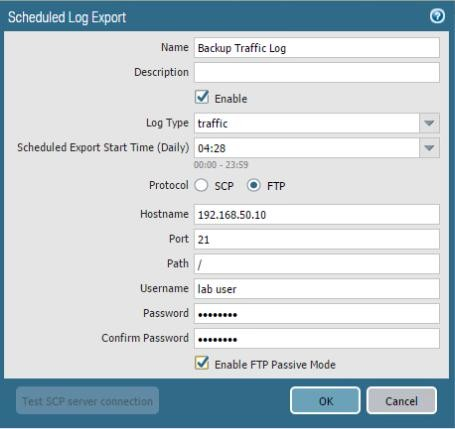 Scheduled Log Export
Name Backup Traffic Log
Description
Enable
Log Type traffic
Scheduled Export Start Time (Daily) 04:28
00:00 - 23:59
Protocol SCP FTP
Hostname 192.168.50.10
Port 21
Path /
Username lab user
Password ••••••••
Confirm Password ••••••••
Enable FTP Passive Mode
Test SCP server connection OK Cancel